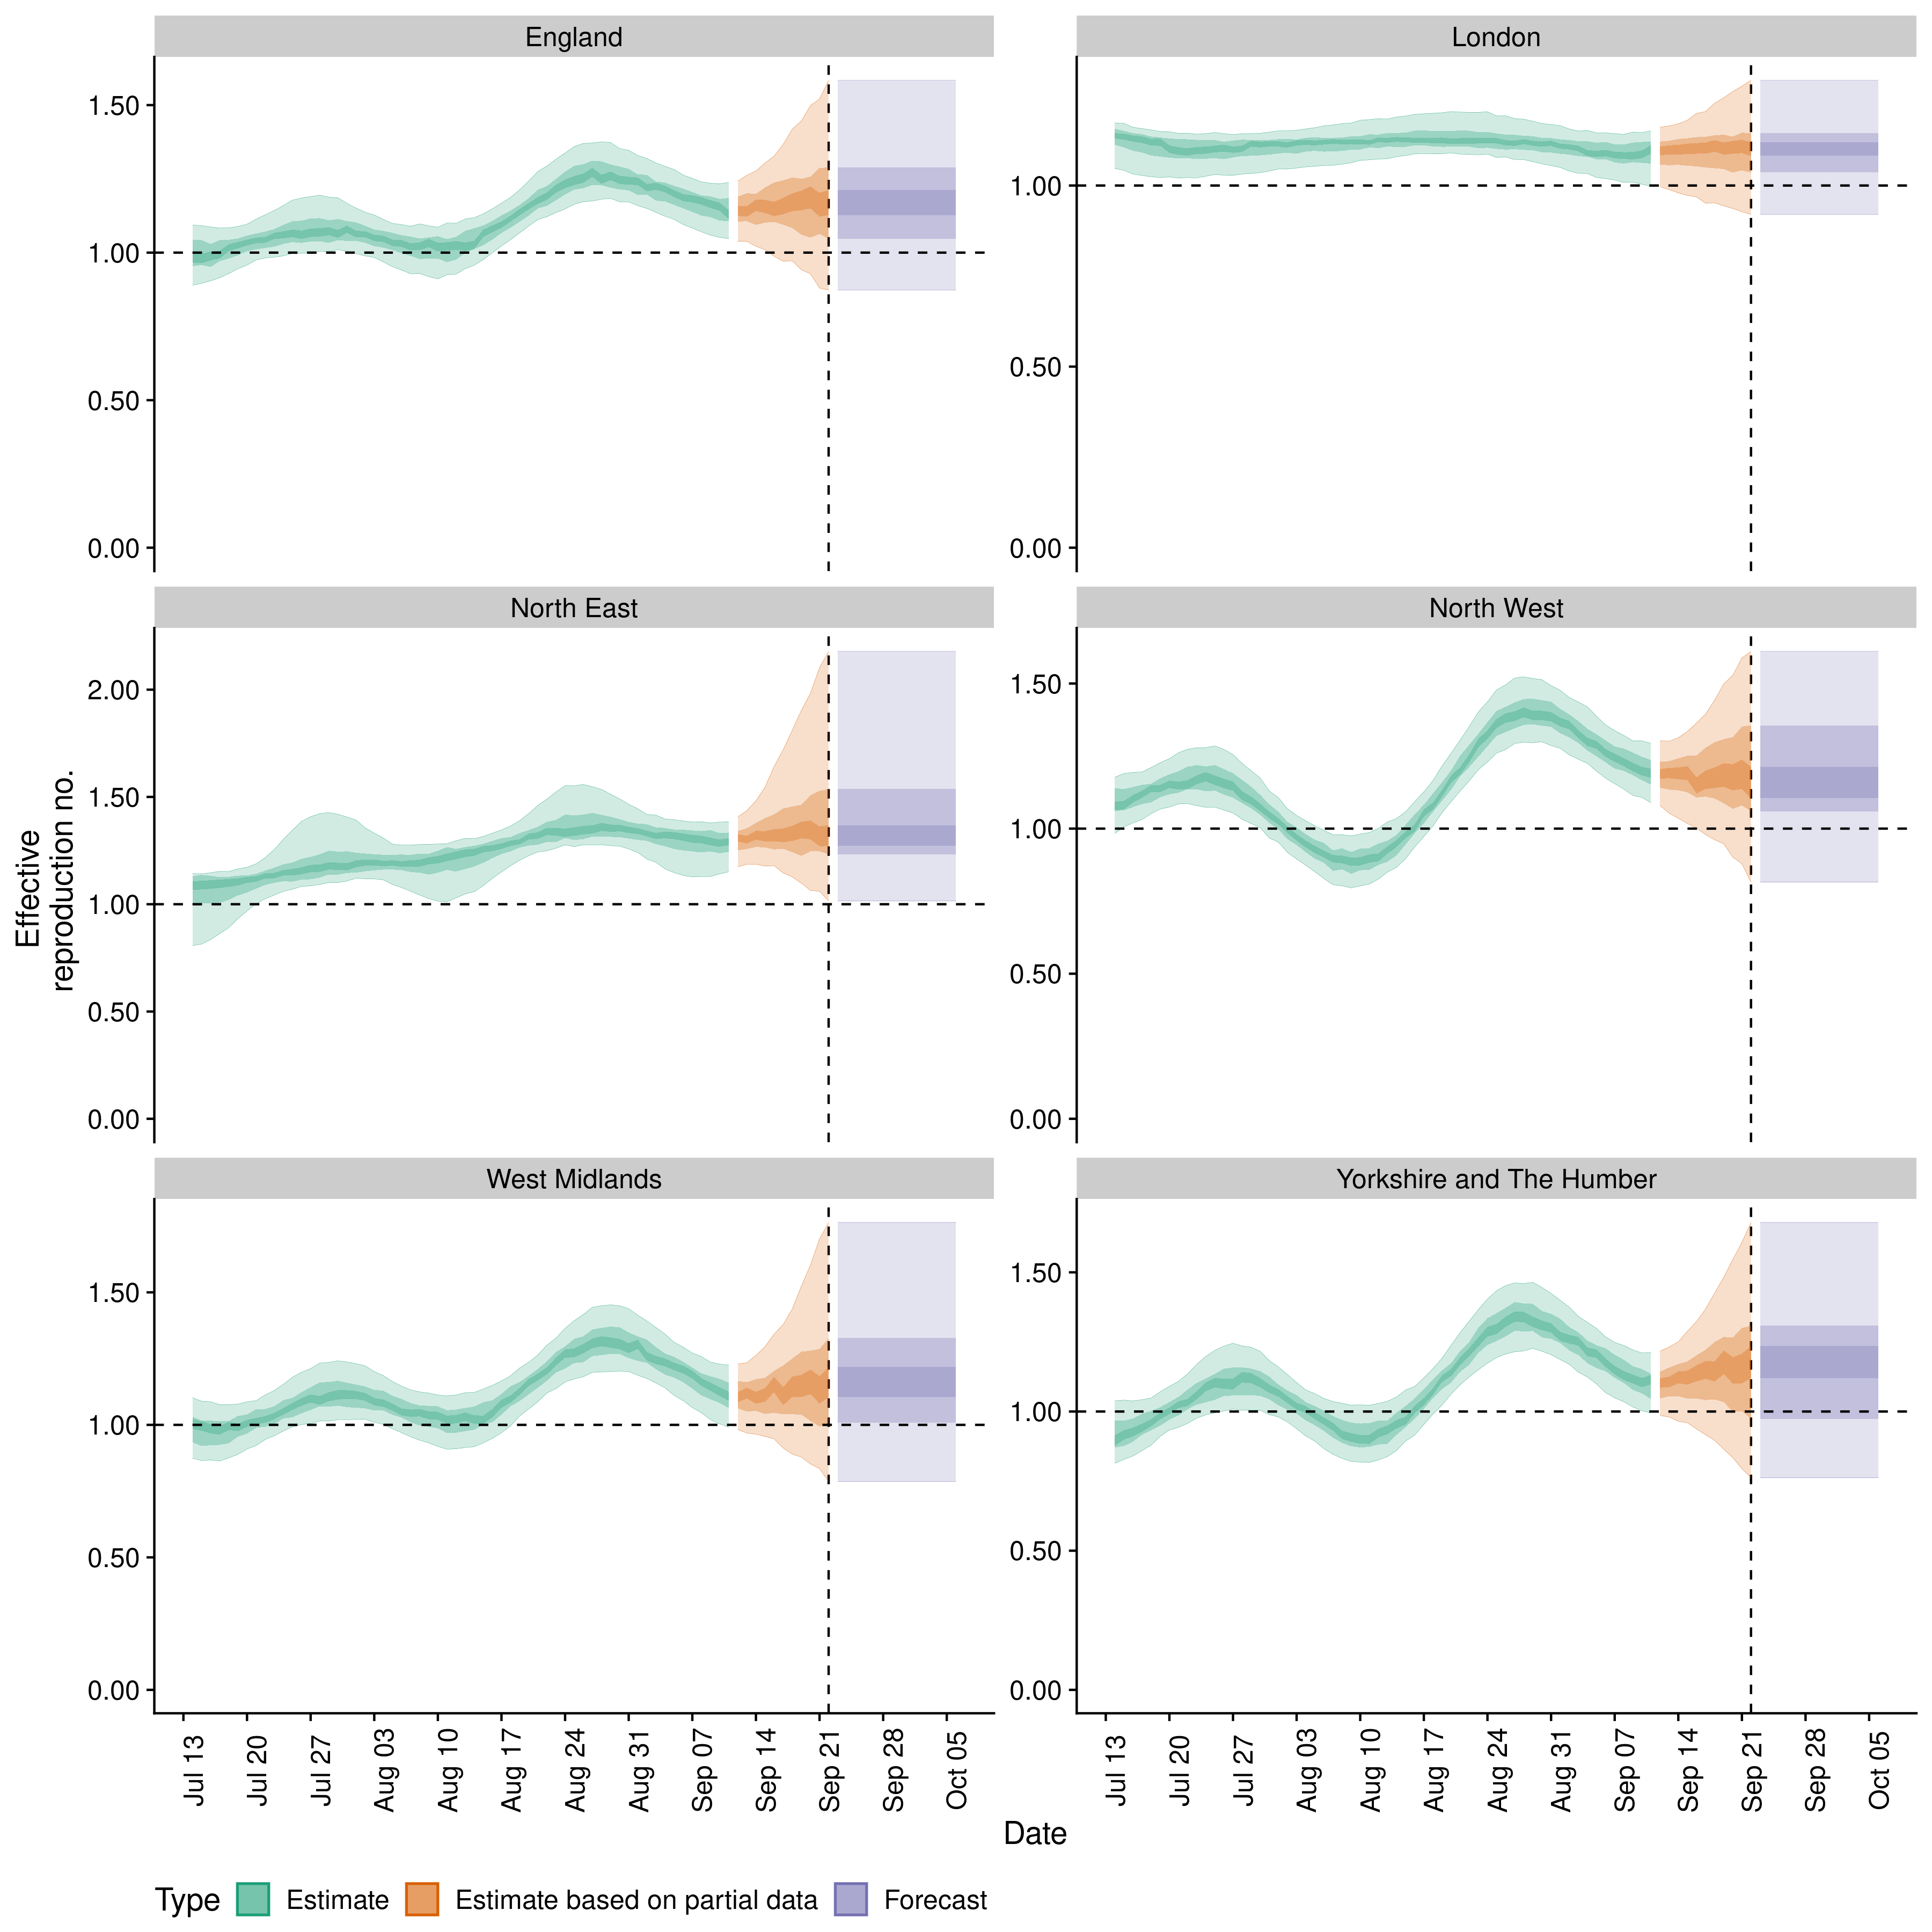 England
London
1.50
1.00
0.50
0.00
1.00
0.50
0.00
North East
North West
2.00
1.50
1.00
0.50
0.00
1.50
1.00
0.50
0.00
Effective
reproduction no.
West Midlands
Yorkshire and The Humber
1.50
1.00
0.50
0.00
1.50
1.00
0.50
0.00
Jul 13
Jul 20
Jul 27
Aug 03
Aug 10
Aug 17
Aug 24
Aug 31
Sep 07
Sep 14
Sep 21
Sep 28
Oct 05
Jul 13
Jul 20
Jul 27
Aug 03
Aug 10
Aug 17
Aug 24
Aug 31
Sep 07
Sep 14
Sep 21
Sep 28
Oct 05
Date
Type Estimate Estimate based on partial data Forecast